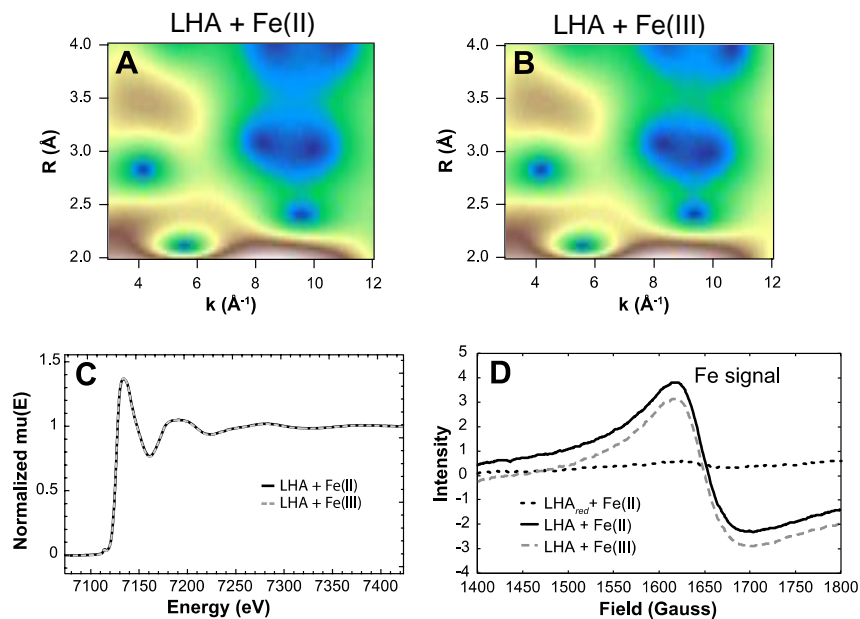 LHA + Fe(II)
LHA + Fe(III)
A
4.0
3.5
3.0
2.5
2.0
R (Å)
4
6
8
10
12
k (Å⁻¹)
B
4.0
3.5
3.0
2.5
2.0
R (Å)
4
6
8
10
12
k (Å⁻¹)
C
1.5
1
0.5
0
Normalized mu(E)
LHA + Fe(II)
LHA + Fe(III)
7100
7150
7200
7250
7300
7350
7400
Energy (eV)
D
Fe signal
5
4
3
2
1
0
-1
-2
-3
-4
Intensity
LHAred + Fe(II)
LHA + Fe(II)
LHA + Fe(III)
1400
1500
1550
1600
1650
1700
1800
Field (Gauss)